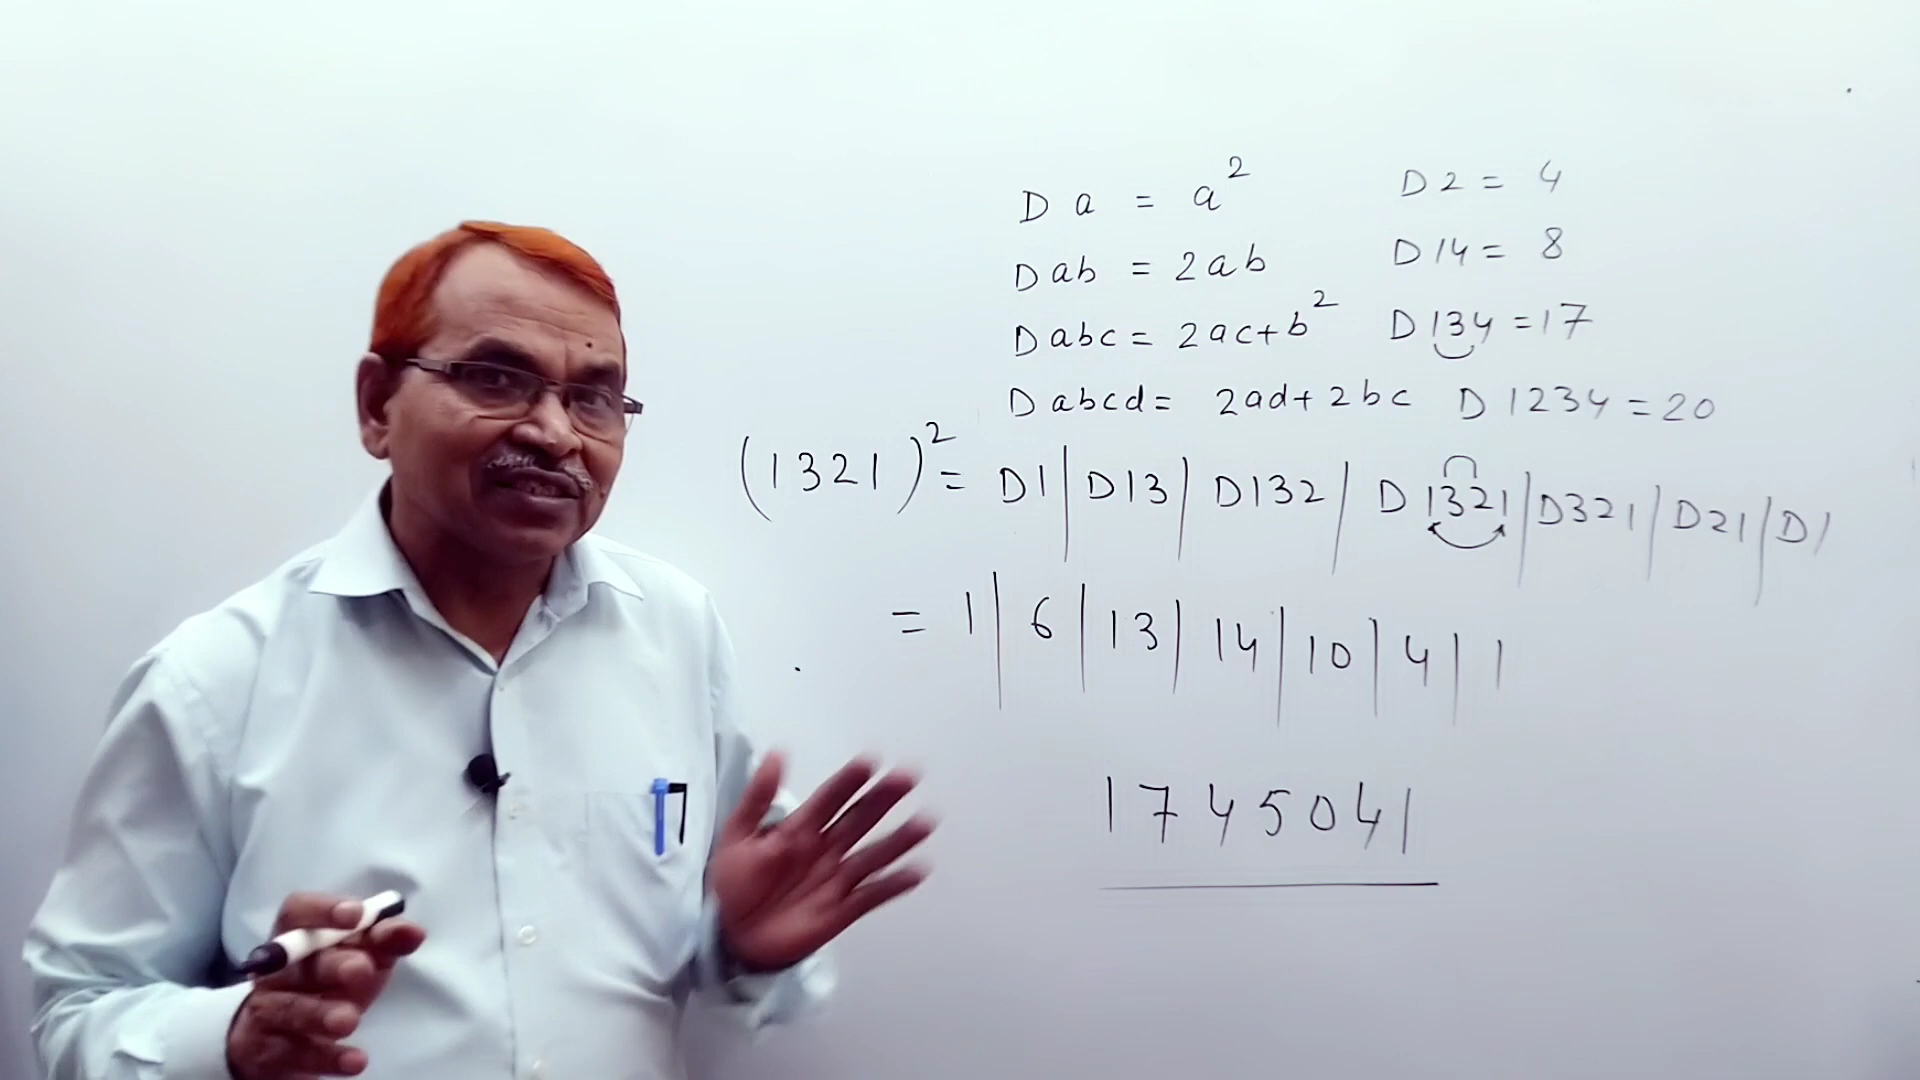 D a = a²    D 2 = 4
D ab = 2ab    D 14 = 8
D abc = 2ac+b²    D 134 = 17
D abcd = 2ad+2bc    D 1234 = 20
(1321)² = D1 | D13 | D132 | D 1321 | D321 | D21 | D1
= 1 | 6 | 13 | 14 | 10 | 4 | 1
1745041